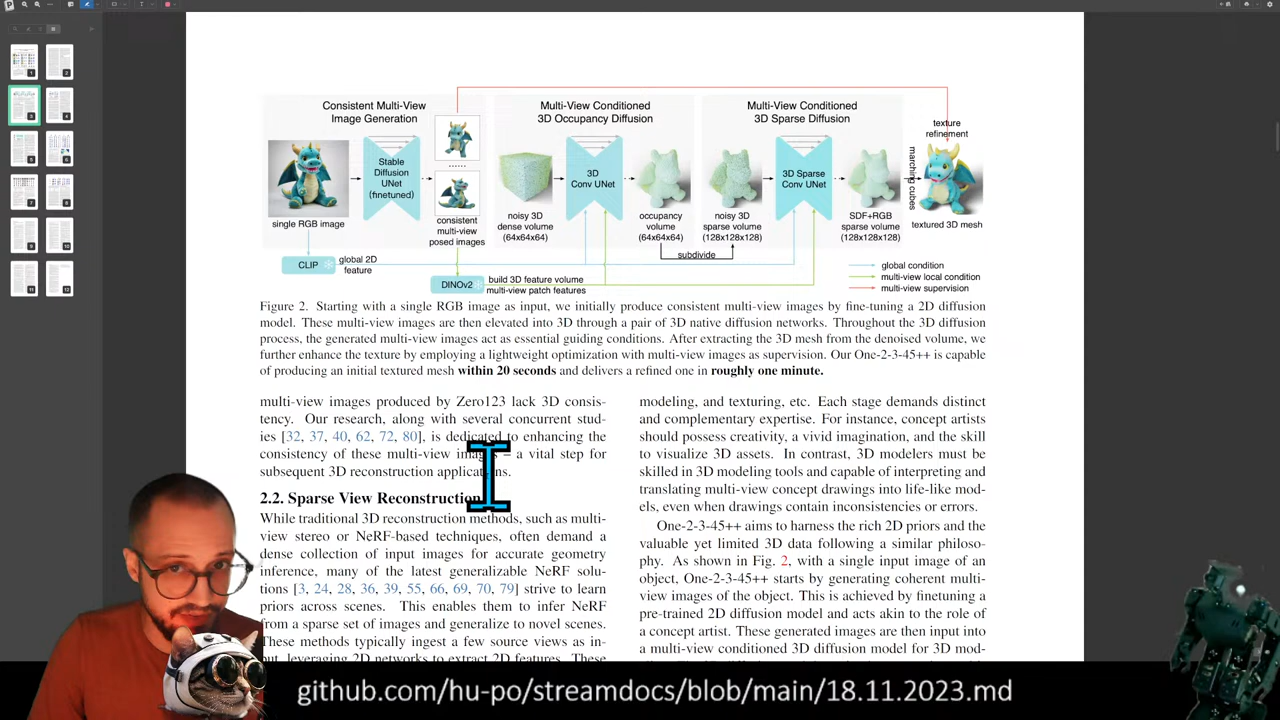 Consistent Multi-View
Image Generation
Multi-View Conditioned
3D Occupancy Diffusion
Multi-View Conditioned
3D Sparse Diffusion
texture
refinement
Stable
Diffusion
UNet
(finetuned)
......
3D
Conv UNet
3D Sparse
Conv UNet
marching cubes
single RGB image
consistent
multi-view
posed images
noisy 3D
dense volume
(64x64x64)
occupancy
volume
(64x64x64)
noisy 3D
sparse volume
(128x128x128)
SDF+RGB
sparse volume
(128x128x128)
textured 3D mesh
subdivide
CLIP
global 2D
feature
DINOv2
build 3D feature volume
multi-view patch features
global condition
multi-view local condition
multi-view supervision
Figure 2. Starting with a single RGB image as input, we initially produce consistent multi-view images by fine-tuning a 2D diffusion
model. These multi-view images are then elevated into 3D through a pair of 3D native diffusion networks. Throughout the 3D diffusion
process, the generated multi-view images act as essential guiding conditions. After extracting the 3D mesh from the denoised volume, we
further enhance the texture by employing a lightweight optimization with multi-view images as supervision. Our One-2-3-45++ is capable
of producing an initial textured mesh within 20 seconds and delivers a refined one in roughly one minute.
multi-view images produced by Zero123 lack 3D consis-
tency. Our research, along with several concurrent stud-
ies [32, 37, 40, 62, 72, 80], is dedicated to enhancing the
consistency of these multi-view images – a vital step for
subsequent 3D reconstruction applications.
2.2. Sparse View Reconstruction
While traditional 3D reconstruction methods, such as multi-
view stereo or NeRF-based techniques, often demand a
dense collection of input images for accurate geometry
inference, many of the latest generalizable NeRF solu-
tions [3, 24, 28, 36, 39, 55, 66, 69, 70, 79] strive to learn
priors across scenes. This enables them to infer NeRF
from a sparse set of images and generalize to novel scenes.
These methods typically ingest a few source views as in-
put, leveraging 2D networks to extract 2D features. These
modeling, and texturing, etc. Each stage demands distinct
and complementary expertise. For instance, concept artists
should possess creativity, a vivid imagination, and the skill
to visualize 3D assets. In contrast, 3D modelers must be
skilled in 3D modeling tools and capable of interpreting and
translating multi-view concept drawings into life-like mod-
els, even when drawings contain inconsistencies or errors.
One-2-3-45++ aims to harness the rich 2D priors and the
valuable yet limited 3D data following a similar philoso-
phy. As shown in Fig. 2, with a single input image of an
object, One-2-3-45++ starts by generating coherent multi-
view images of the object. This is achieved by finetuning
a pre-trained 2D diffusion model and acts akin to the role of
a concept artist. These generated images are then input into
a multi-view conditioned 3D diffusion model for 3D mod-
github.com/hu-po/streamdocs/blob/main/18.11.2023.md